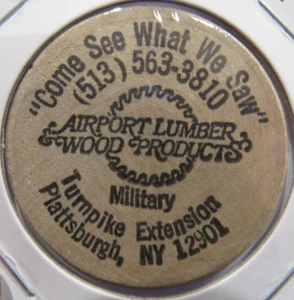 "Come See What We Saw"
(513) 563-3810
AIRPORT LUMBER
& WOOD PRODUCTS
Military
Turnpike Extension
Plattsburgh, NY 12901